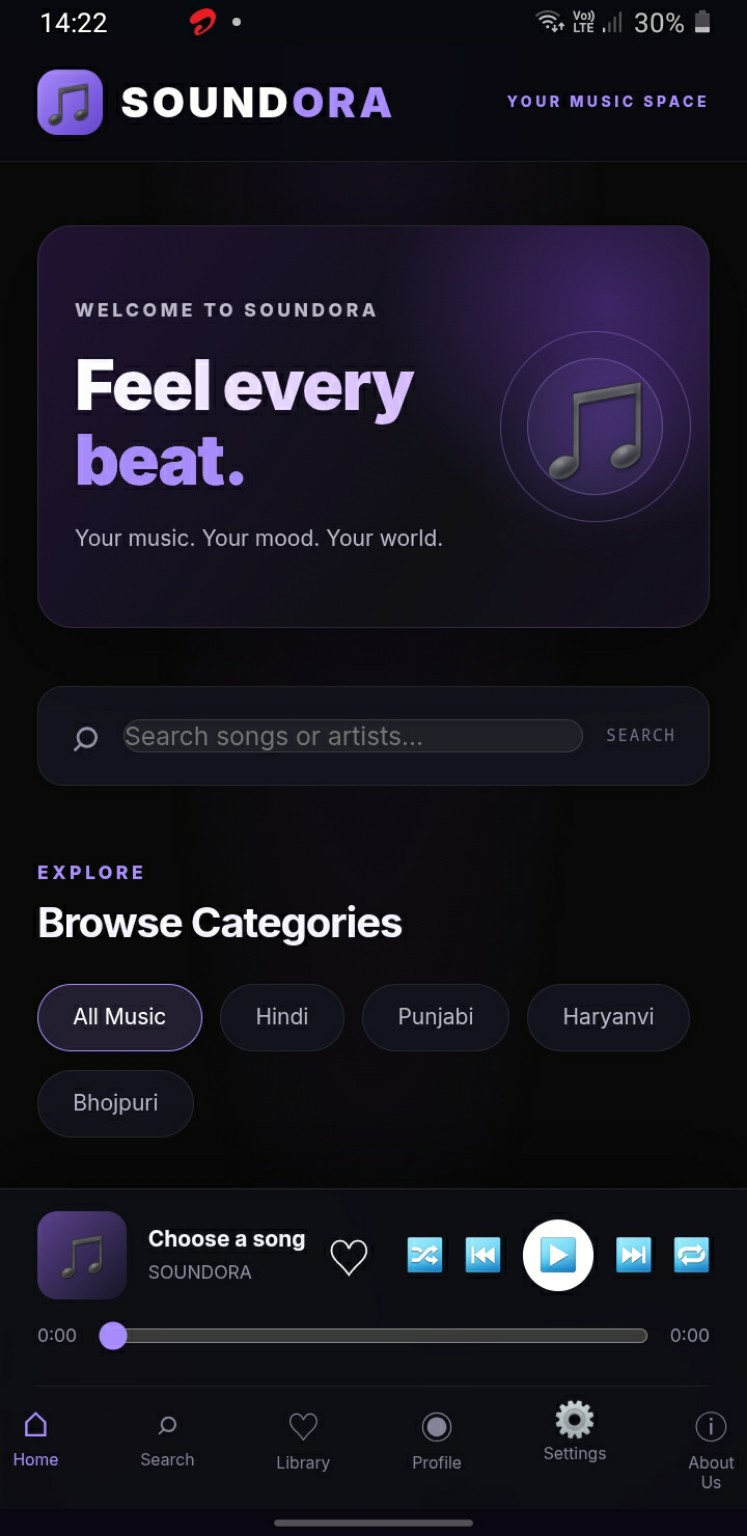 14:22
Vo)) LTE 30%
SOUNDORA
YOUR MUSIC SPACE
WELCOME TO SOUNDORA
Feel every
beat.
Your music. Your mood. Your world.
Search songs or artists...
SEARCH
EXPLORE
Browse Categories
All Music
Hindi
Punjabi
Haryanvi
Bhojpuri
Choose a song
SOUNDORA
0:00
0:00
Home
Search
Library
Profile
Settings
About
Us